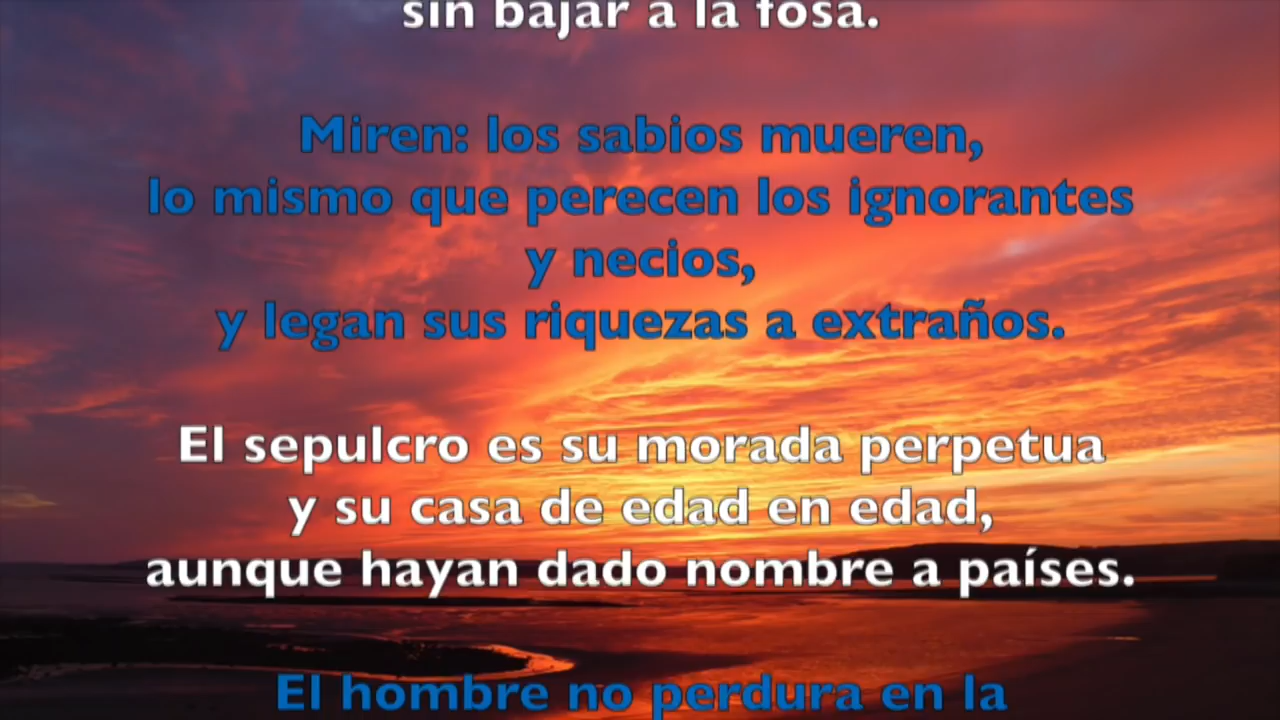 sin bajar a la fosa.
Miren: los sabios mueren,
lo mismo que perecen los ignorantes
y necios,
y legan sus riquezas a extraños.
El sepulcro es su morada perpetua
y su casa de edad en edad,
aunque hayan dado nombre a países.
El hombre no perdura en la